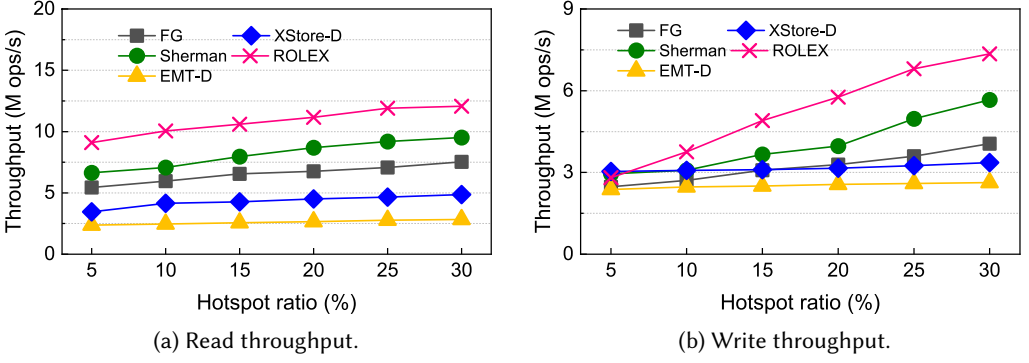 20
15
10
5
0
Throughput (M ops/s)
FG
XStore-D
Sherman
ROLEX
EMT-D
5 10 15 20 25 30
Hotspot ratio (%)
(a) Read throughput.
9
6
3
0
Throughput (M ops/s)
FG
XStore-D
Sherman
ROLEX
EMT-D
5 10 15 20 25 30
Hotspot ratio (%)
(b) Write throughput.